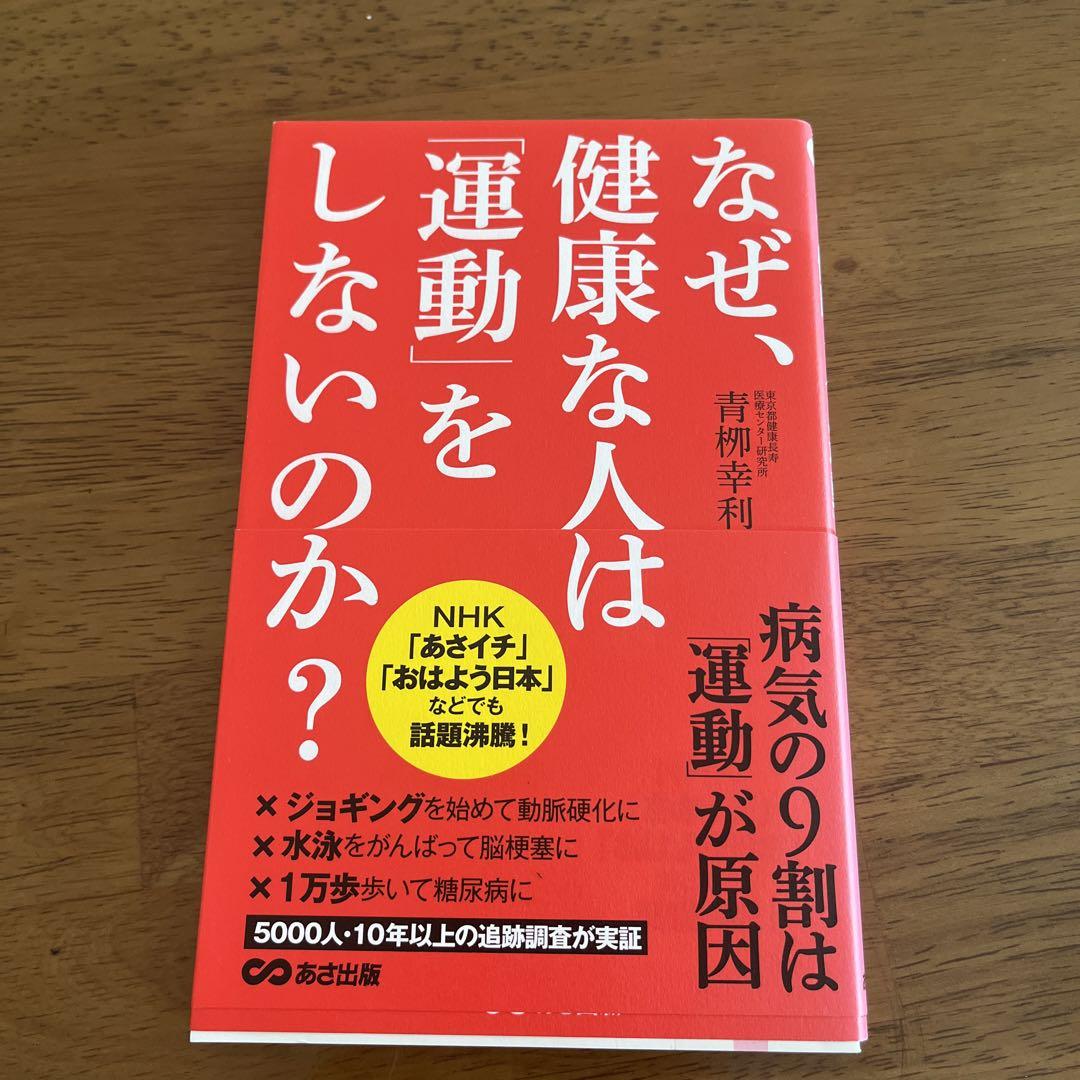 なぜ、
健康な人は
「運動」を
しないのか?
東京都健康長寿
医療センター研究所
青栁幸利
病気の9割は
「運動」が原因
NHK
「あさイチ」
「おはよう日本」
などでも
話題沸騰!
×ジョギングを始めて動脈硬化に
×水泳をがんばって脳梗塞に
×1万歩歩いて糖尿病に
5000人・10年以上の追跡調査が実証
あさ出版